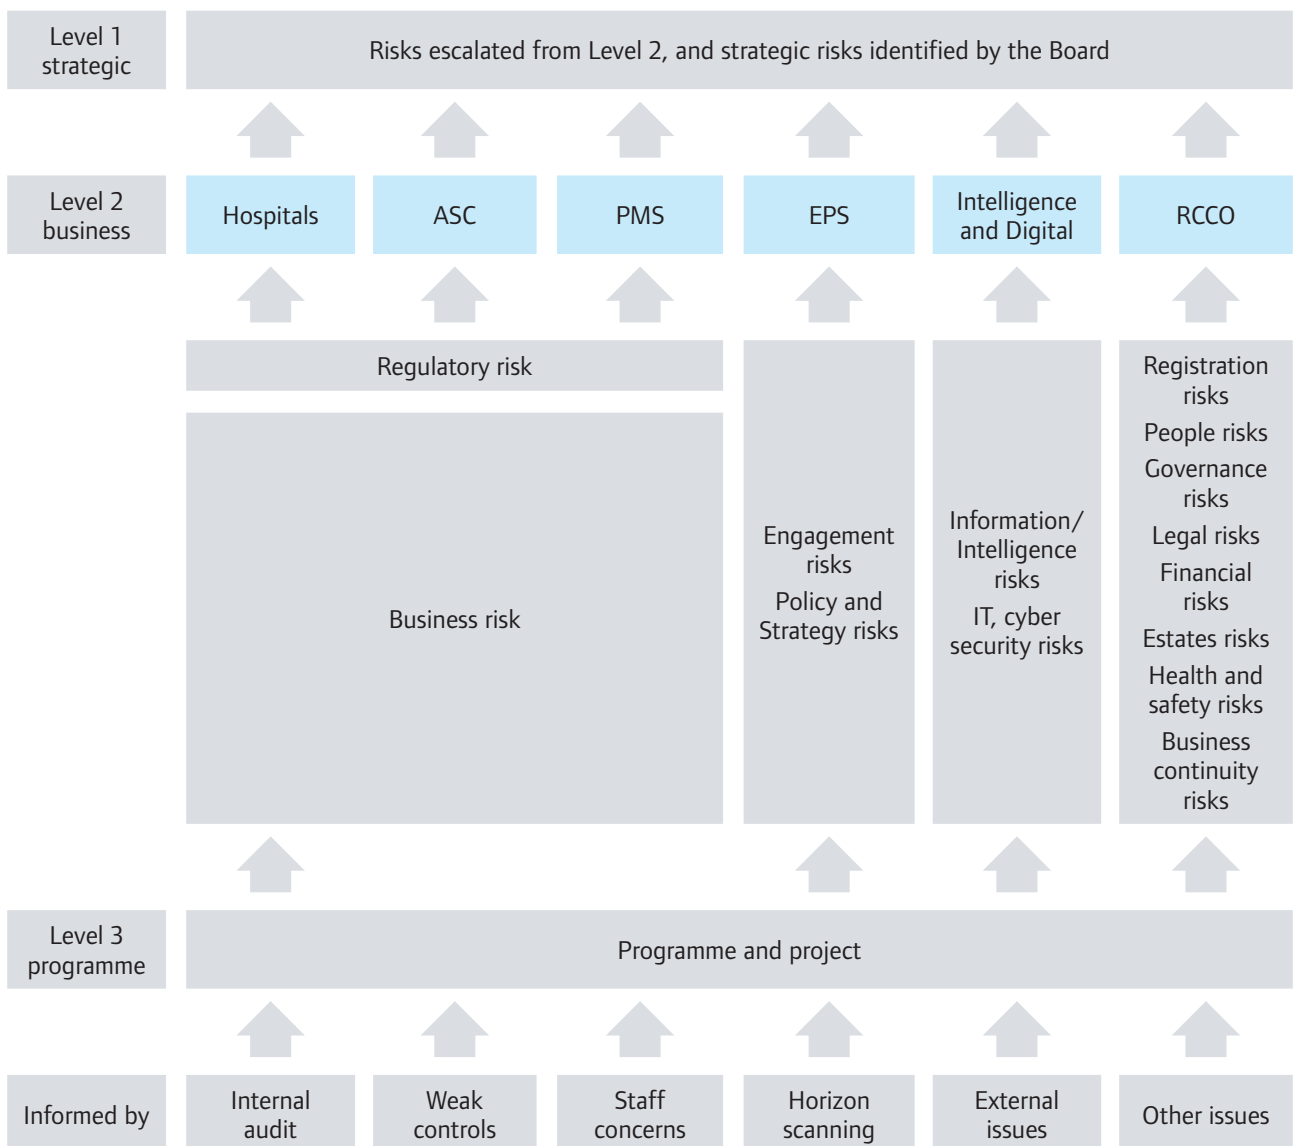 Level 1
strategic
Risks escalated from Level 2, and strategic risks identified by the Board
Level 2
business
Hospitals
ASC
PMS
EPS
Intelligence
and Digital
RCCO
Regulatory risk
Business risk
Engagement
risks
Policy and
Strategy risks
Information/
Intelligence
risks
IT, cyber
security risks
Registration
risks
People risks
Governance
risks
Legal risks
Financial
risks
Estates risks
Health and
safety risks
Business
continuity
risks
Level 3
programme
Programme and project
Informed by
Internal
audit
Weak
controls
Staff
concerns
Horizon
scanning
External
issues
Other issues